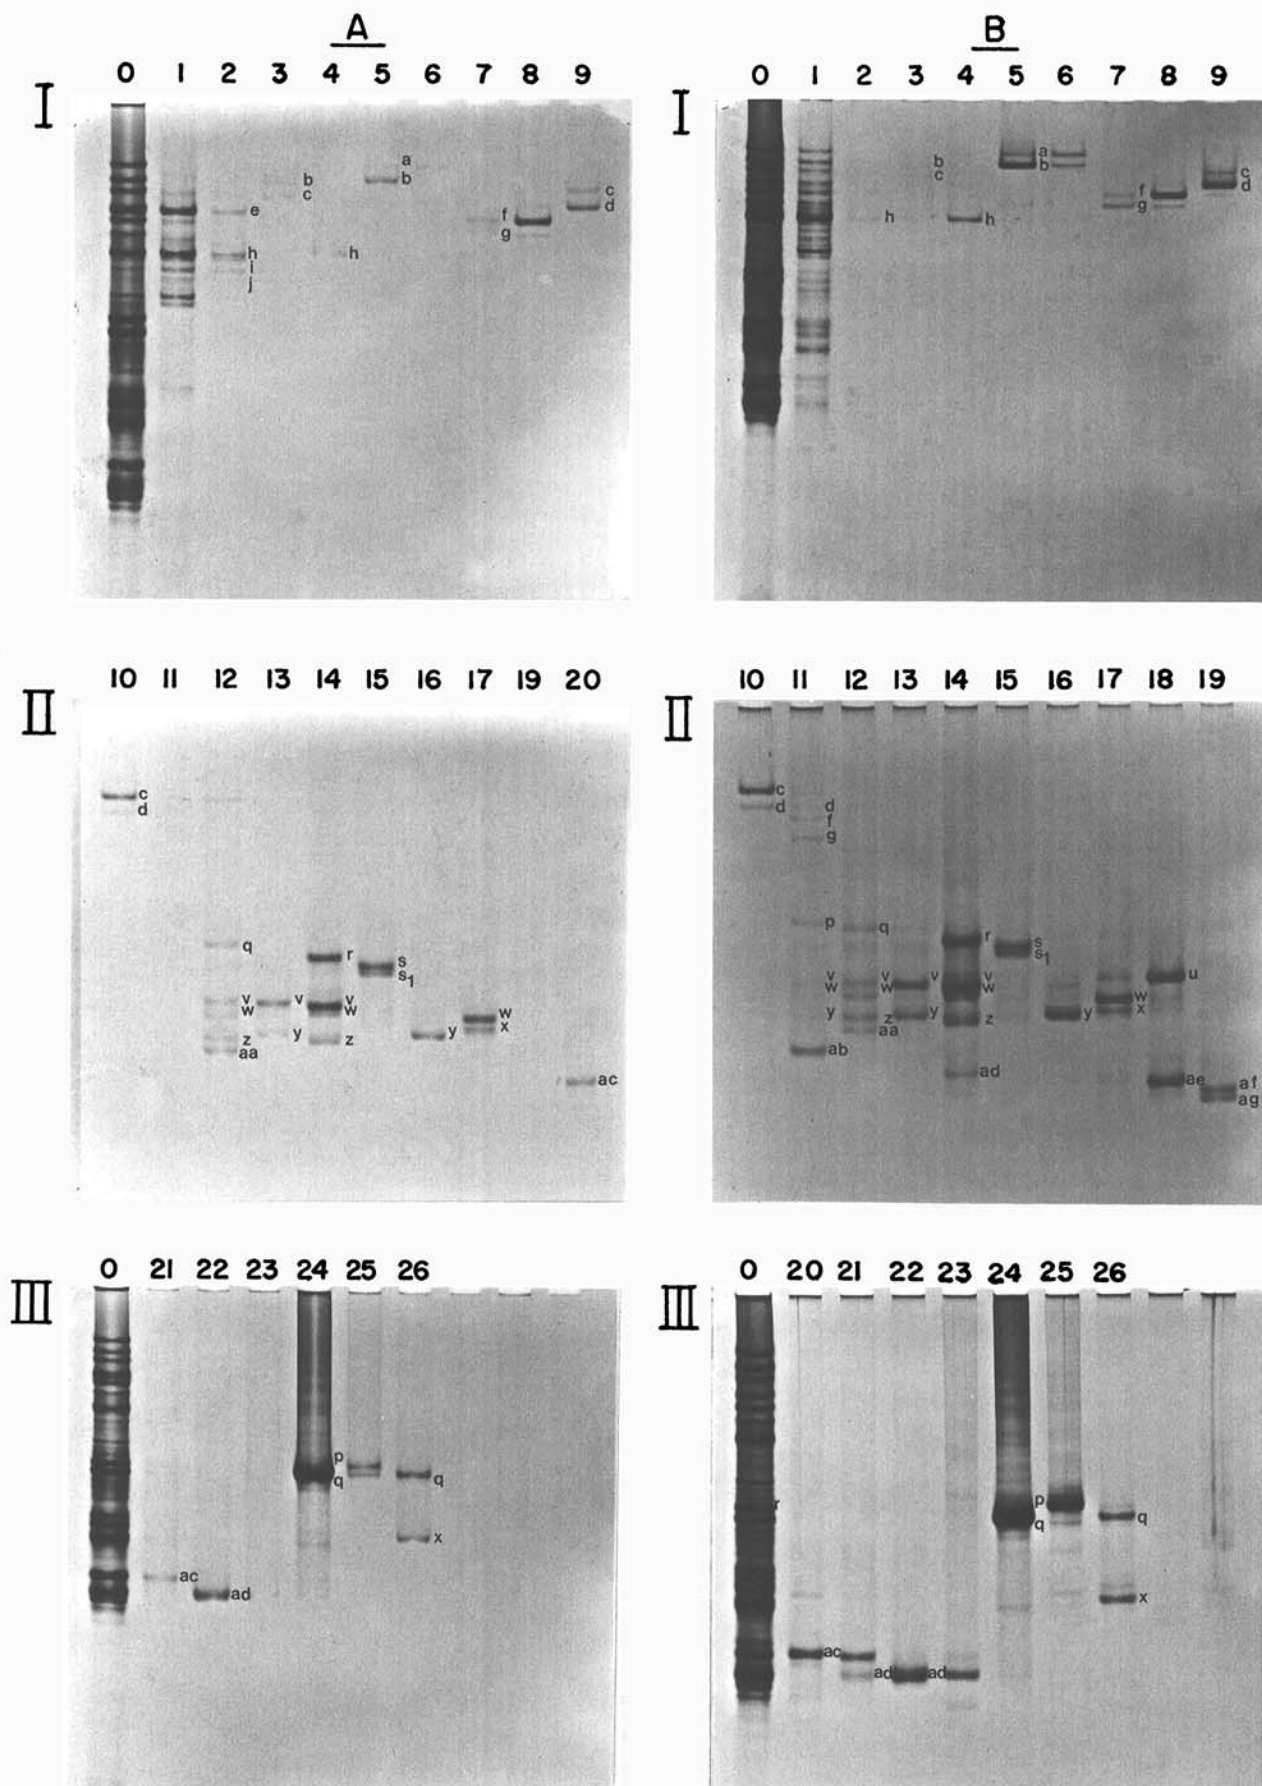 A
I 0 1 2 3 4 5 6 7 8 9
a
b b
c c
e f d
g
h h
i
j
B
I 0 1 2 3 4 5 6 7 8 9
b a
c b c
f d
h h g
II 10 11 12 13 14 15 16 17 19 20
c
d
q r s
s1
v v v
w w w
z y z y x
aa
ac
II 10 11 12 13 14 15 16 17 18 19
c
d d
f
g
p q r s
s1
v v v u
w w w
y z y z y x
aa
ab ad ae af
ag
III 0 21 22 23 24 25 26
p
q q
x
ac
ad
III 0 20 21 22 23 24 25 26
r p
q q
x
ac
ad ad